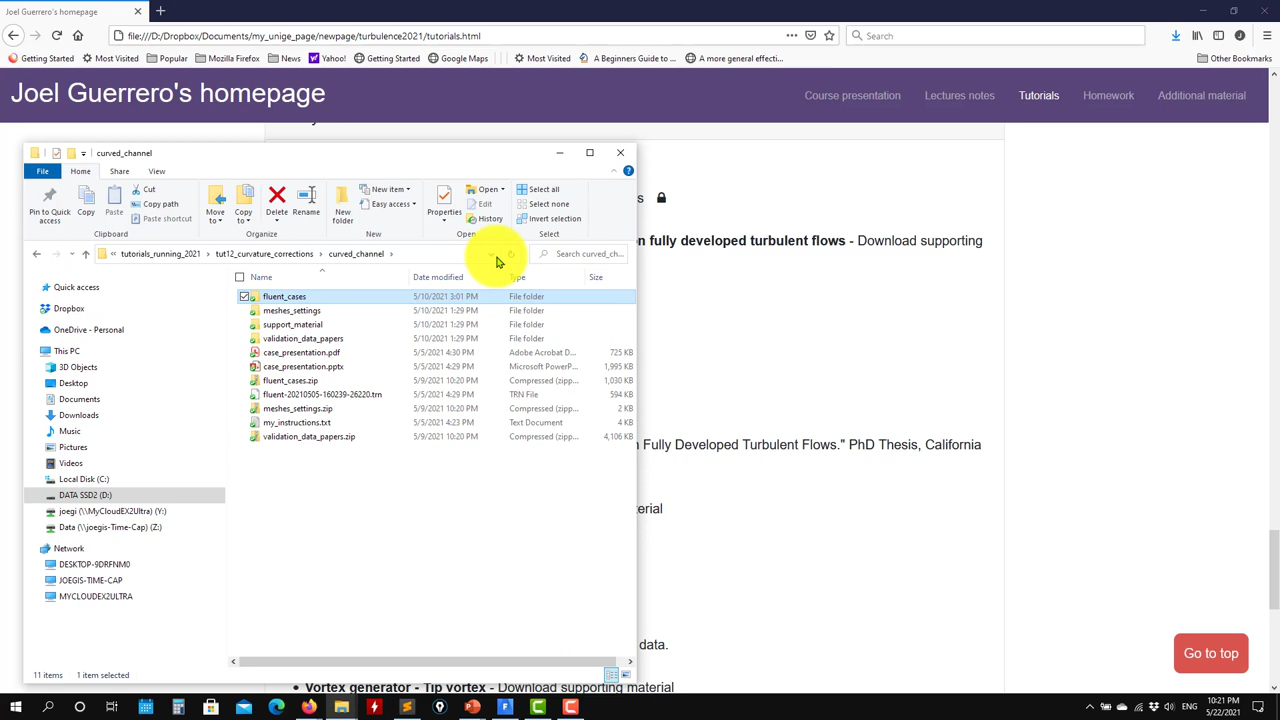 Joel Guerrero's homepage
file:///D:/Dropbox/Documents/my_unige_page/newpage/turbulence2021/tutorials.html
Search
Getting Started
Most Visited
Popular
Mozilla Firefox
News
Yahoo!
Getting Started
Google Maps
Most Visited
A Beginners Guide to ...
A more general effecti...
Other Bookmarks
Joel Guerrero's homepage
Course presentation
Lectures notes
Tutorials
Homework
Additional material
curved_channel
File
Home
Share
View
Pin to Quick access
Copy
Paste
Cut
Copy path
Paste shortcut
Clipboard
Move to
Copy to
Delete
Rename
Organize
New folder
New item
Easy access
New
Properties
Open
Edit
History
Open
Select all
Select none
Invert selection
Select
« tutorials_running_2021 › tut12_curvature_corrections › curved_channel ›
Search curved_ch...
Name Date modified Type Size
fluent_cases 5/10/2021 3:01 PM File folder
meshes_settings 5/10/2021 1:29 PM File folder
support_material 5/10/2021 1:29 PM File folder
validation_data_papers 5/10/2021 1:29 PM File folder
case_presentation.pdf 5/5/2021 4:30 PM Adobe Acrobat D... 725 KB
case_presentation.pptx 5/5/2021 4:29 PM Microsoft PowerP... 1,995 KB
fluent_cases.zip 5/9/2021 10:20 PM Compressed (zipp... 1,030 KB
fluent-20210505-160239-26220.trn 5/5/2021 4:29 PM TRN File 594 KB
meshes_settings.zip 5/9/2021 10:20 PM Compressed (zipp... 2 KB
my_instructions.txt 5/5/2021 4:23 PM Text Document 4 KB
validation_data_papers.zip 5/9/2021 10:20 PM Compressed (zipp... 4,106 KB
Quick access
Dropbox
OneDrive - Personal
This PC
3D Objects
Desktop
Documents
Downloads
Music
Pictures
Videos
Local Disk (C:)
DATA SSD2 (D:)
joegi (\\MyCloudEX2Ultra) (Y:)
Data (\\joegis-Time-Cap) (Z:)
Network
DESKTOP-9DRFNM0
JOEGIS-TIME-CAP
MYCLOUDEX2ULTRA
11 items 1 item selected
s
n fully developed turbulent flows - Download supporting
Fully Developed Turbulent Flows." PhD Thesis, California
terial
data.
Vortex generator - Tip vortex - Download supporting material
Go to top
ENG
10:21 PM
5/22/2021